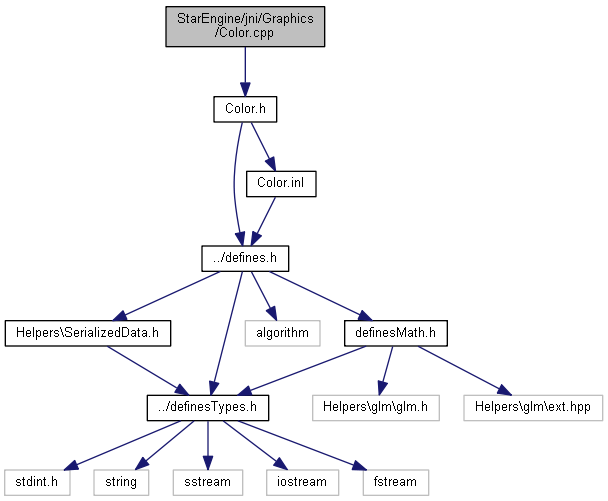 StarEngine/jni/Graphics
/Color.cpp
Color.h
Color.inl
../defines.h
Helpers\SerializedData.h
algorithm
definesMath.h
../definesTypes.h
Helpers\glm\glm.h
Helpers\glm\ext.hpp
stdint.h
string
sstream
iostream
fstream